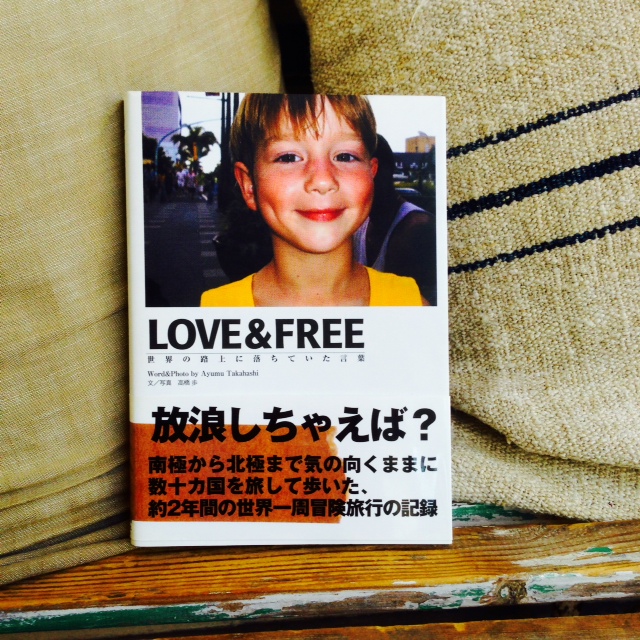 LOVE&FREE
世界の路上に落ちていた言葉
Word&Photo by Ayumu Takahashi
文／写真　高橋 歩
放浪しちゃえば？
南極から北極まで気の向くままに
数十カ国を旅して歩いた、
約2年間の世界一周冒険旅行の記録